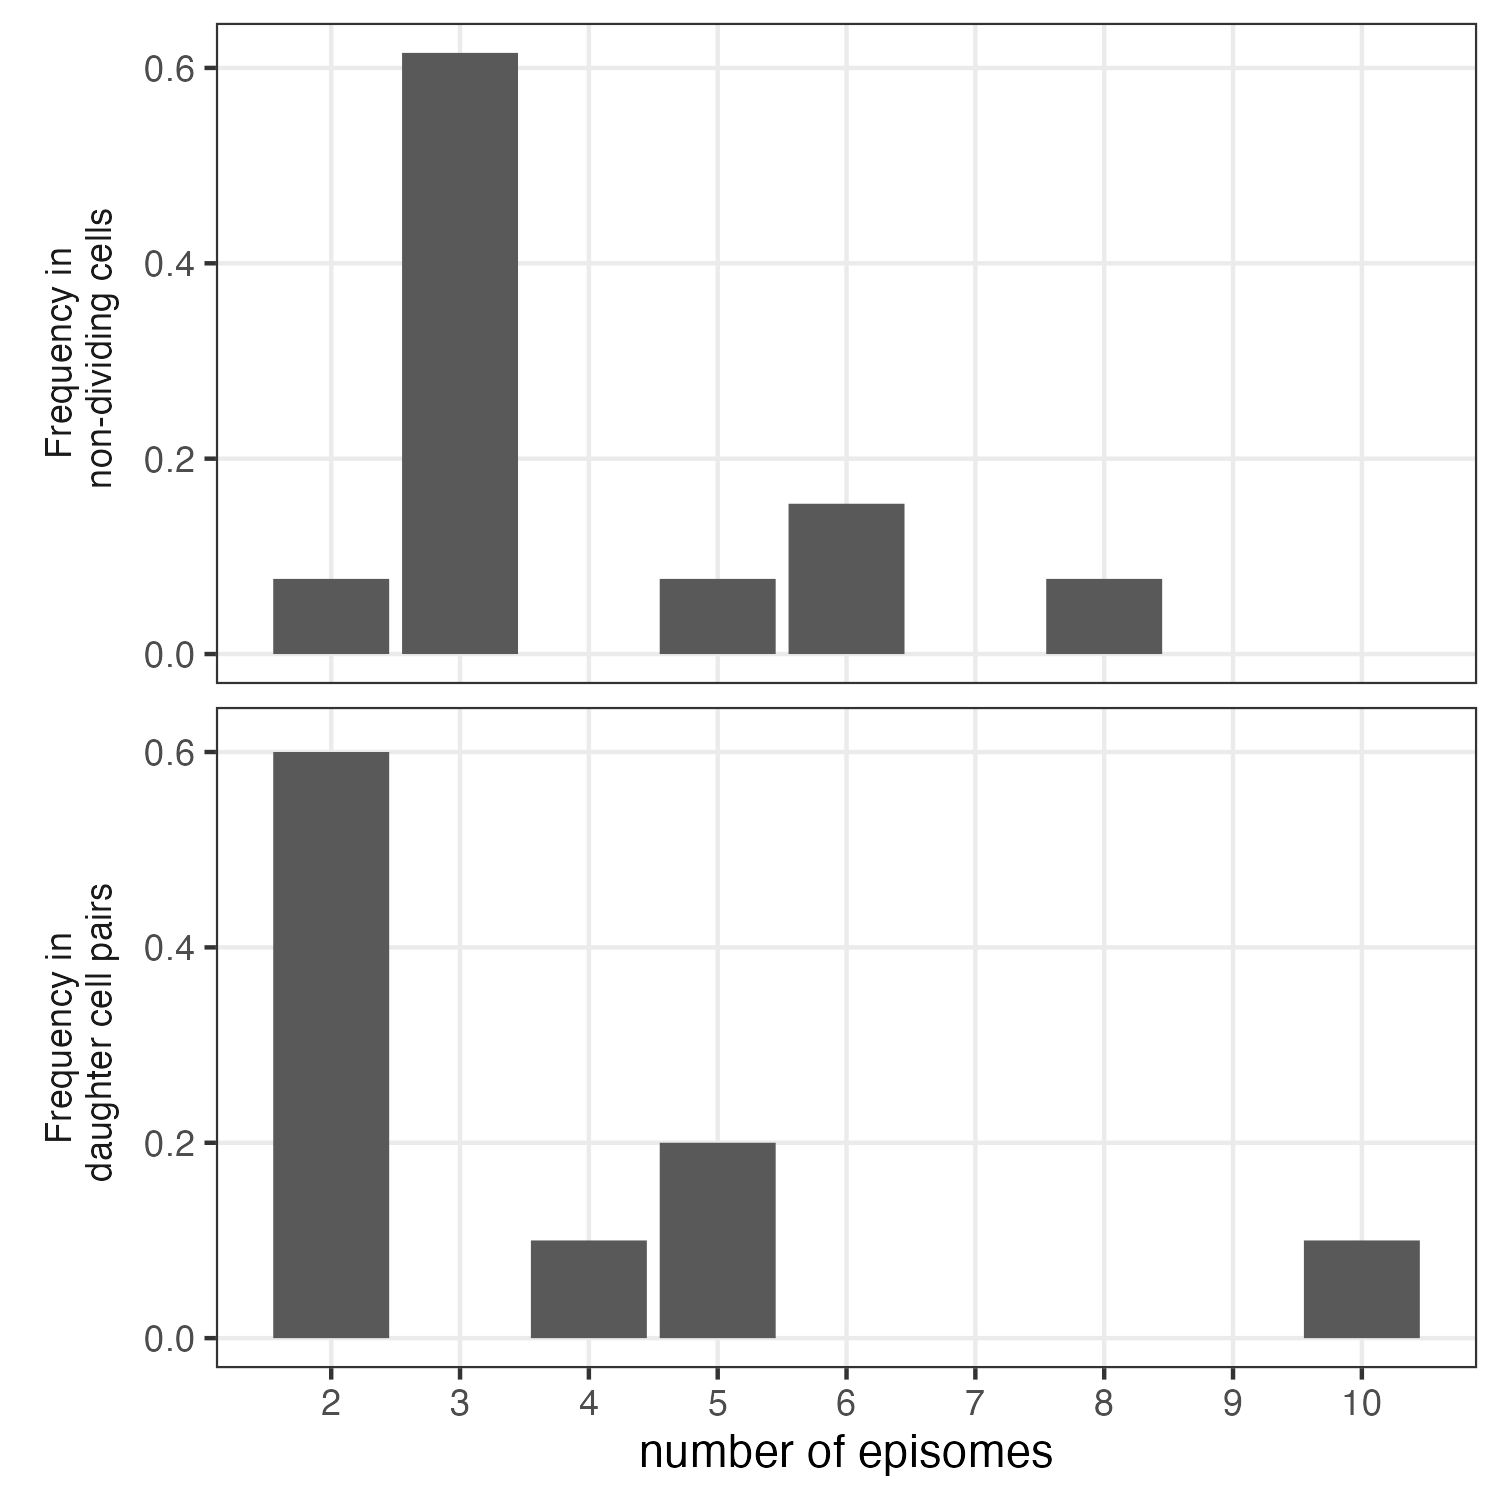 Frequency in
non-dividing cells
0.6
0.4
0.2
0.0
Frequency in
daughter cell pairs
0.6
0.4
0.2
0.0
2 3 4 5 6 7 8 9 10
number of episomes